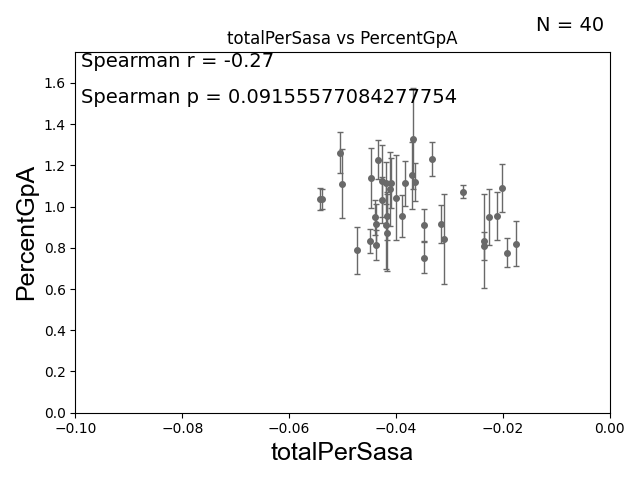 N = 40
totalPerSasa vs PercentGpA
Spearman r = -0.27
Spearman p = 0.09155577084277754
PercentGpA
1.6
1.4
1.2
1.0
0.8
0.6
0.4
0.2
0.0
−0.10 −0.08 −0.06 −0.04 −0.02 0.00
totalPerSasa